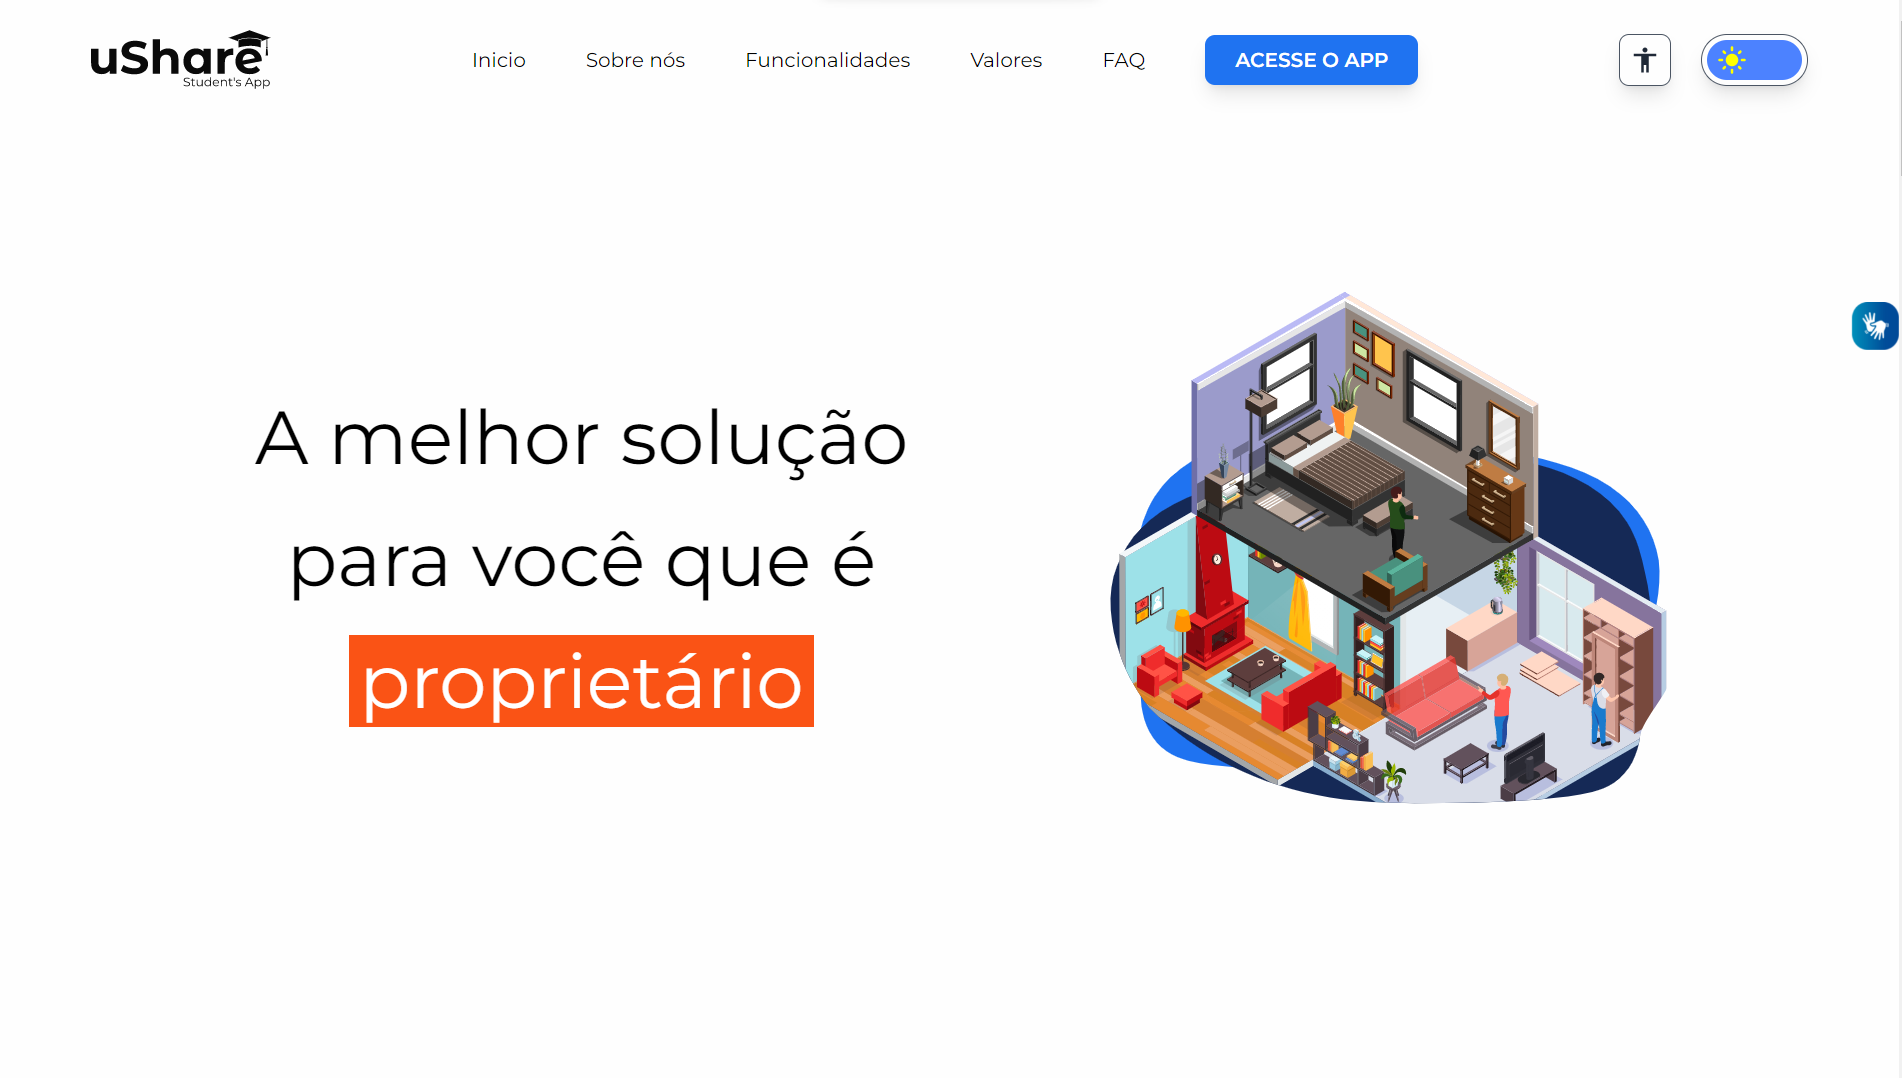 uShare
Student's App
Inicio
Sobre nós
Funcionalidades
Valores
FAQ
ACESSE O APP
A melhor solução
para você que é
proprietário